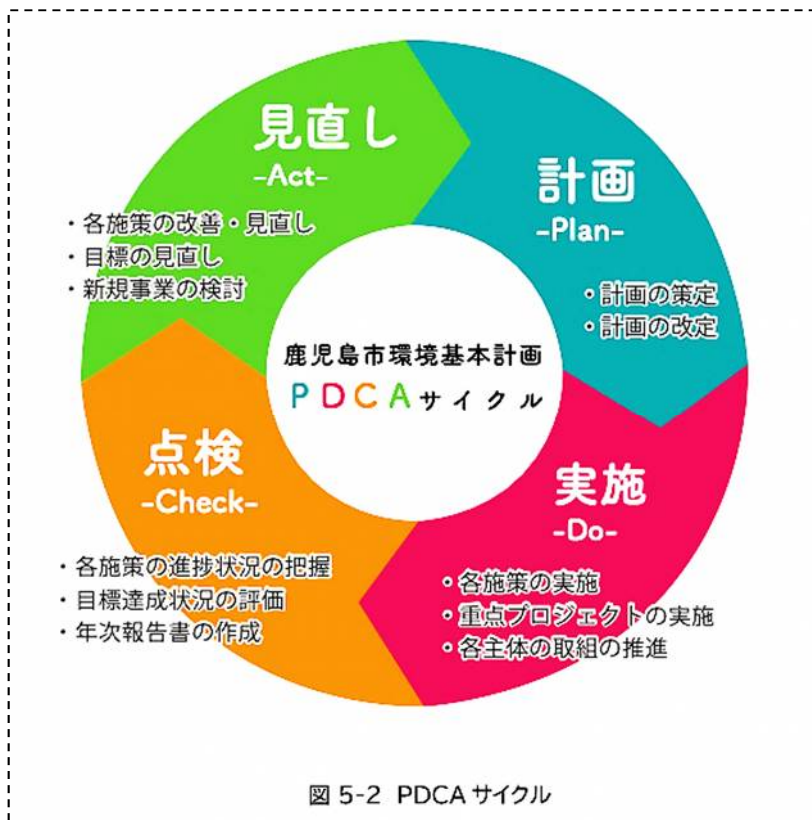 見直し
-Act-
・各施策の改善・見直し
・目標の見直し
・新規事業の検討
計画
-Plan-
・計画の策定
・計画の改定
鹿児島市環境基本計画
PDCAサイクル
点検
-Check-
・各施策の進捗状況の把握
・目標達成状況の評価
・年次報告書の作成
実施
-Do-
・各施策の実施
・重点プロジェクトの実施
・各主体の取組の推進
図 5-2 PDCA サイクル